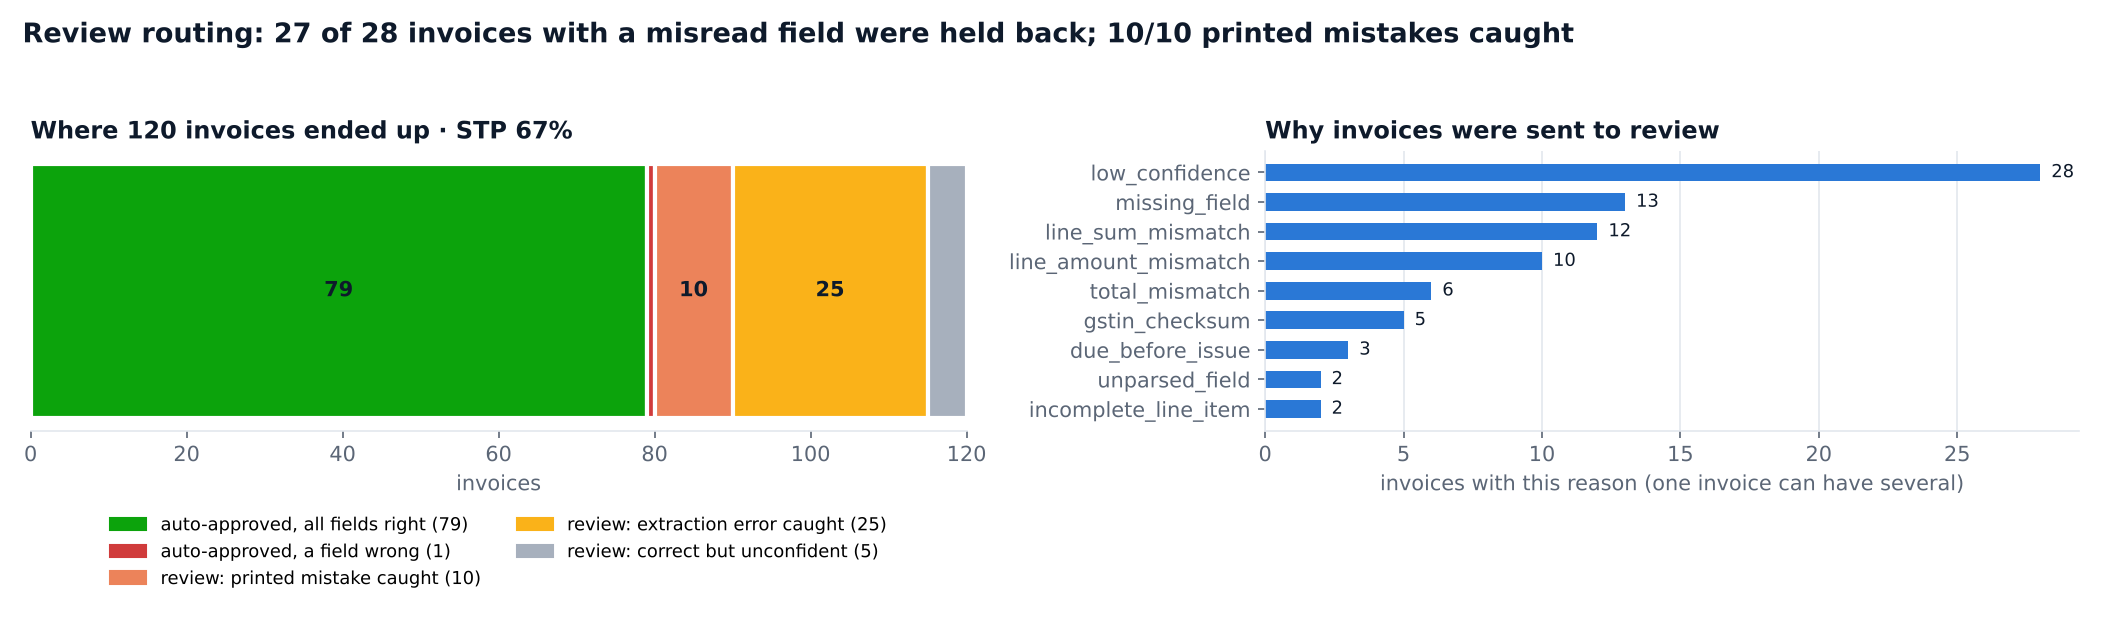 Review routing: 27 of 28 invoices with a misread field were held back; 10/10 printed mistakes caught
Where 120 invoices ended up · STP 67%
79
10
25
0 20 40 60 80 100 120
invoices
auto-approved, all fields right (79)
auto-approved, a field wrong (1)
review: printed mistake caught (10)
review: extraction error caught (25)
review: correct but unconfident (5)
Why invoices were sent to review
low_confidence 28
missing_field 13
line_sum_mismatch 12
line_amount_mismatch 10
total_mismatch 6
gstin_checksum 5
due_before_issue 3
unparsed_field 2
incomplete_line_item 2
0 5 10 15 20 25
invoices with this reason (one invoice can have several)